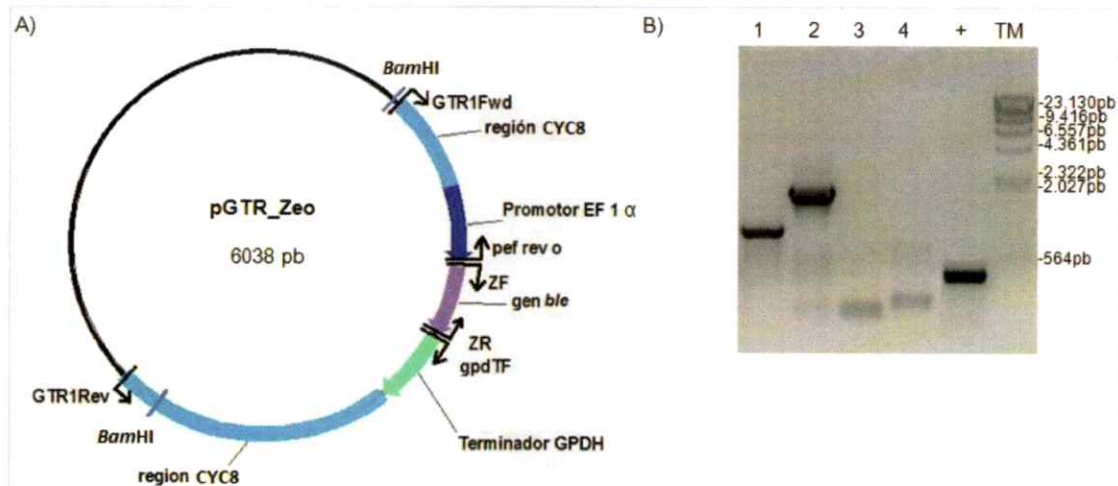 A)
BamHI
GTR1Fwd
región CYC8
pGTR_Zeo
6038 pb
Promotor EF 1 α
pef rev o
ZF
gen ble
ZR
gpdTF
GTR1Rev
BamHI
Terminador GPDH
region CYC8
B)
1 2 3 4 + TM
-23.130pb
-9.416pb
-6.557pb
-4.361pb
-2.322pb
-2.027pb
-564pb